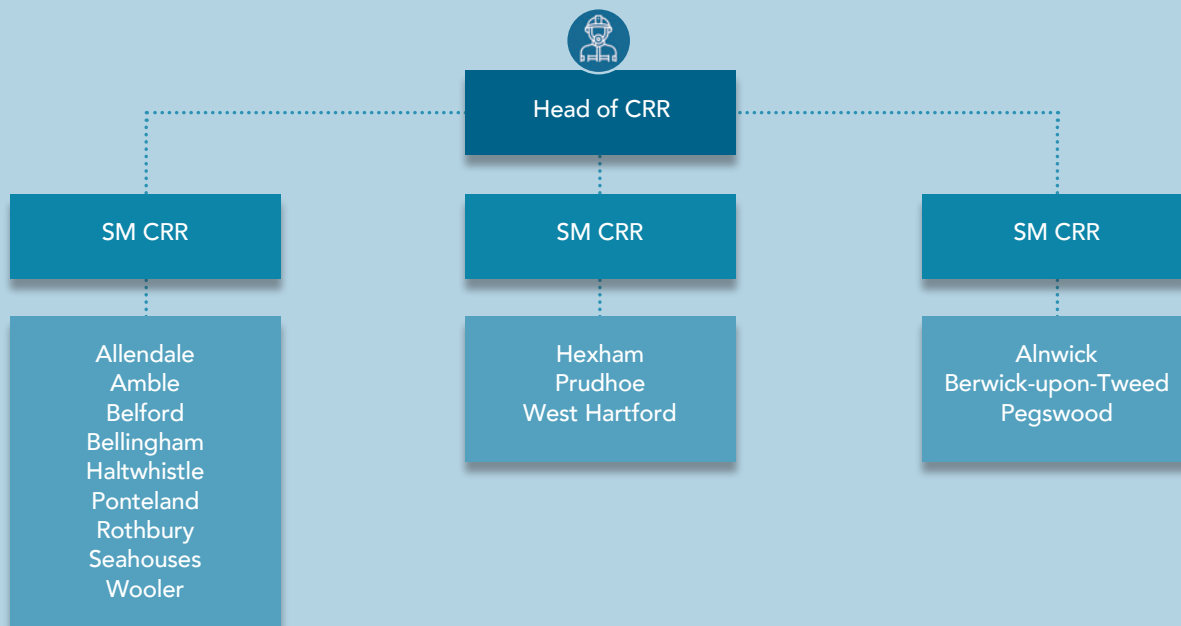 Head of CRR
SM CRR
SM CRR
SM CRR
Allendale
Amble
Belford
Bellingham
Haltwhistle
Ponteland
Rothbury
Seahouses
Wooler
Hexham
Prudhoe
West Hartford
Alnwick
Berwick-upon-Tweed
Pegswood